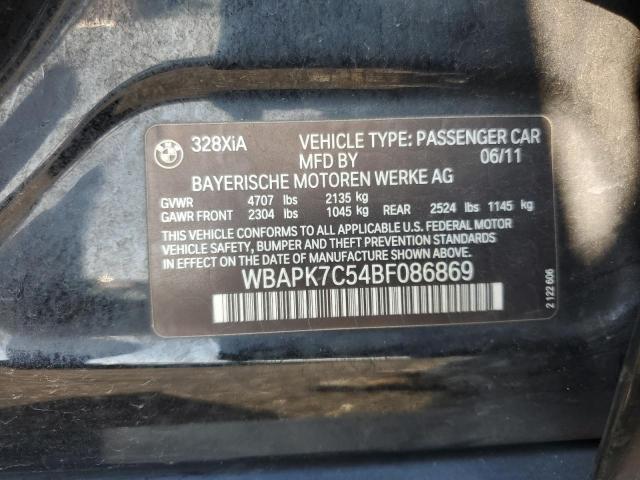 328XiA VEHICLE TYPE: PASSENGER CAR
MFD BY 06/11
BAYERISCHE MOTOREN WERKE AG
GVWR 4707 lbs 2135 kg
GAWR FRONT 2304 lbs 1045 kg REAR 2524 lbs 1145 kg
THIS VEHICLE CONFORMS TO ALL APPLICABLE U.S. FEDERAL MOTOR
VEHICLE SAFETY, BUMPER AND THEFT PREVENTION
STANDARDS IN EFFECT ON THE DATE OF MANUFACTURE SHOWN ABOVE.
WBAPK7C54BF086869
2 122 606